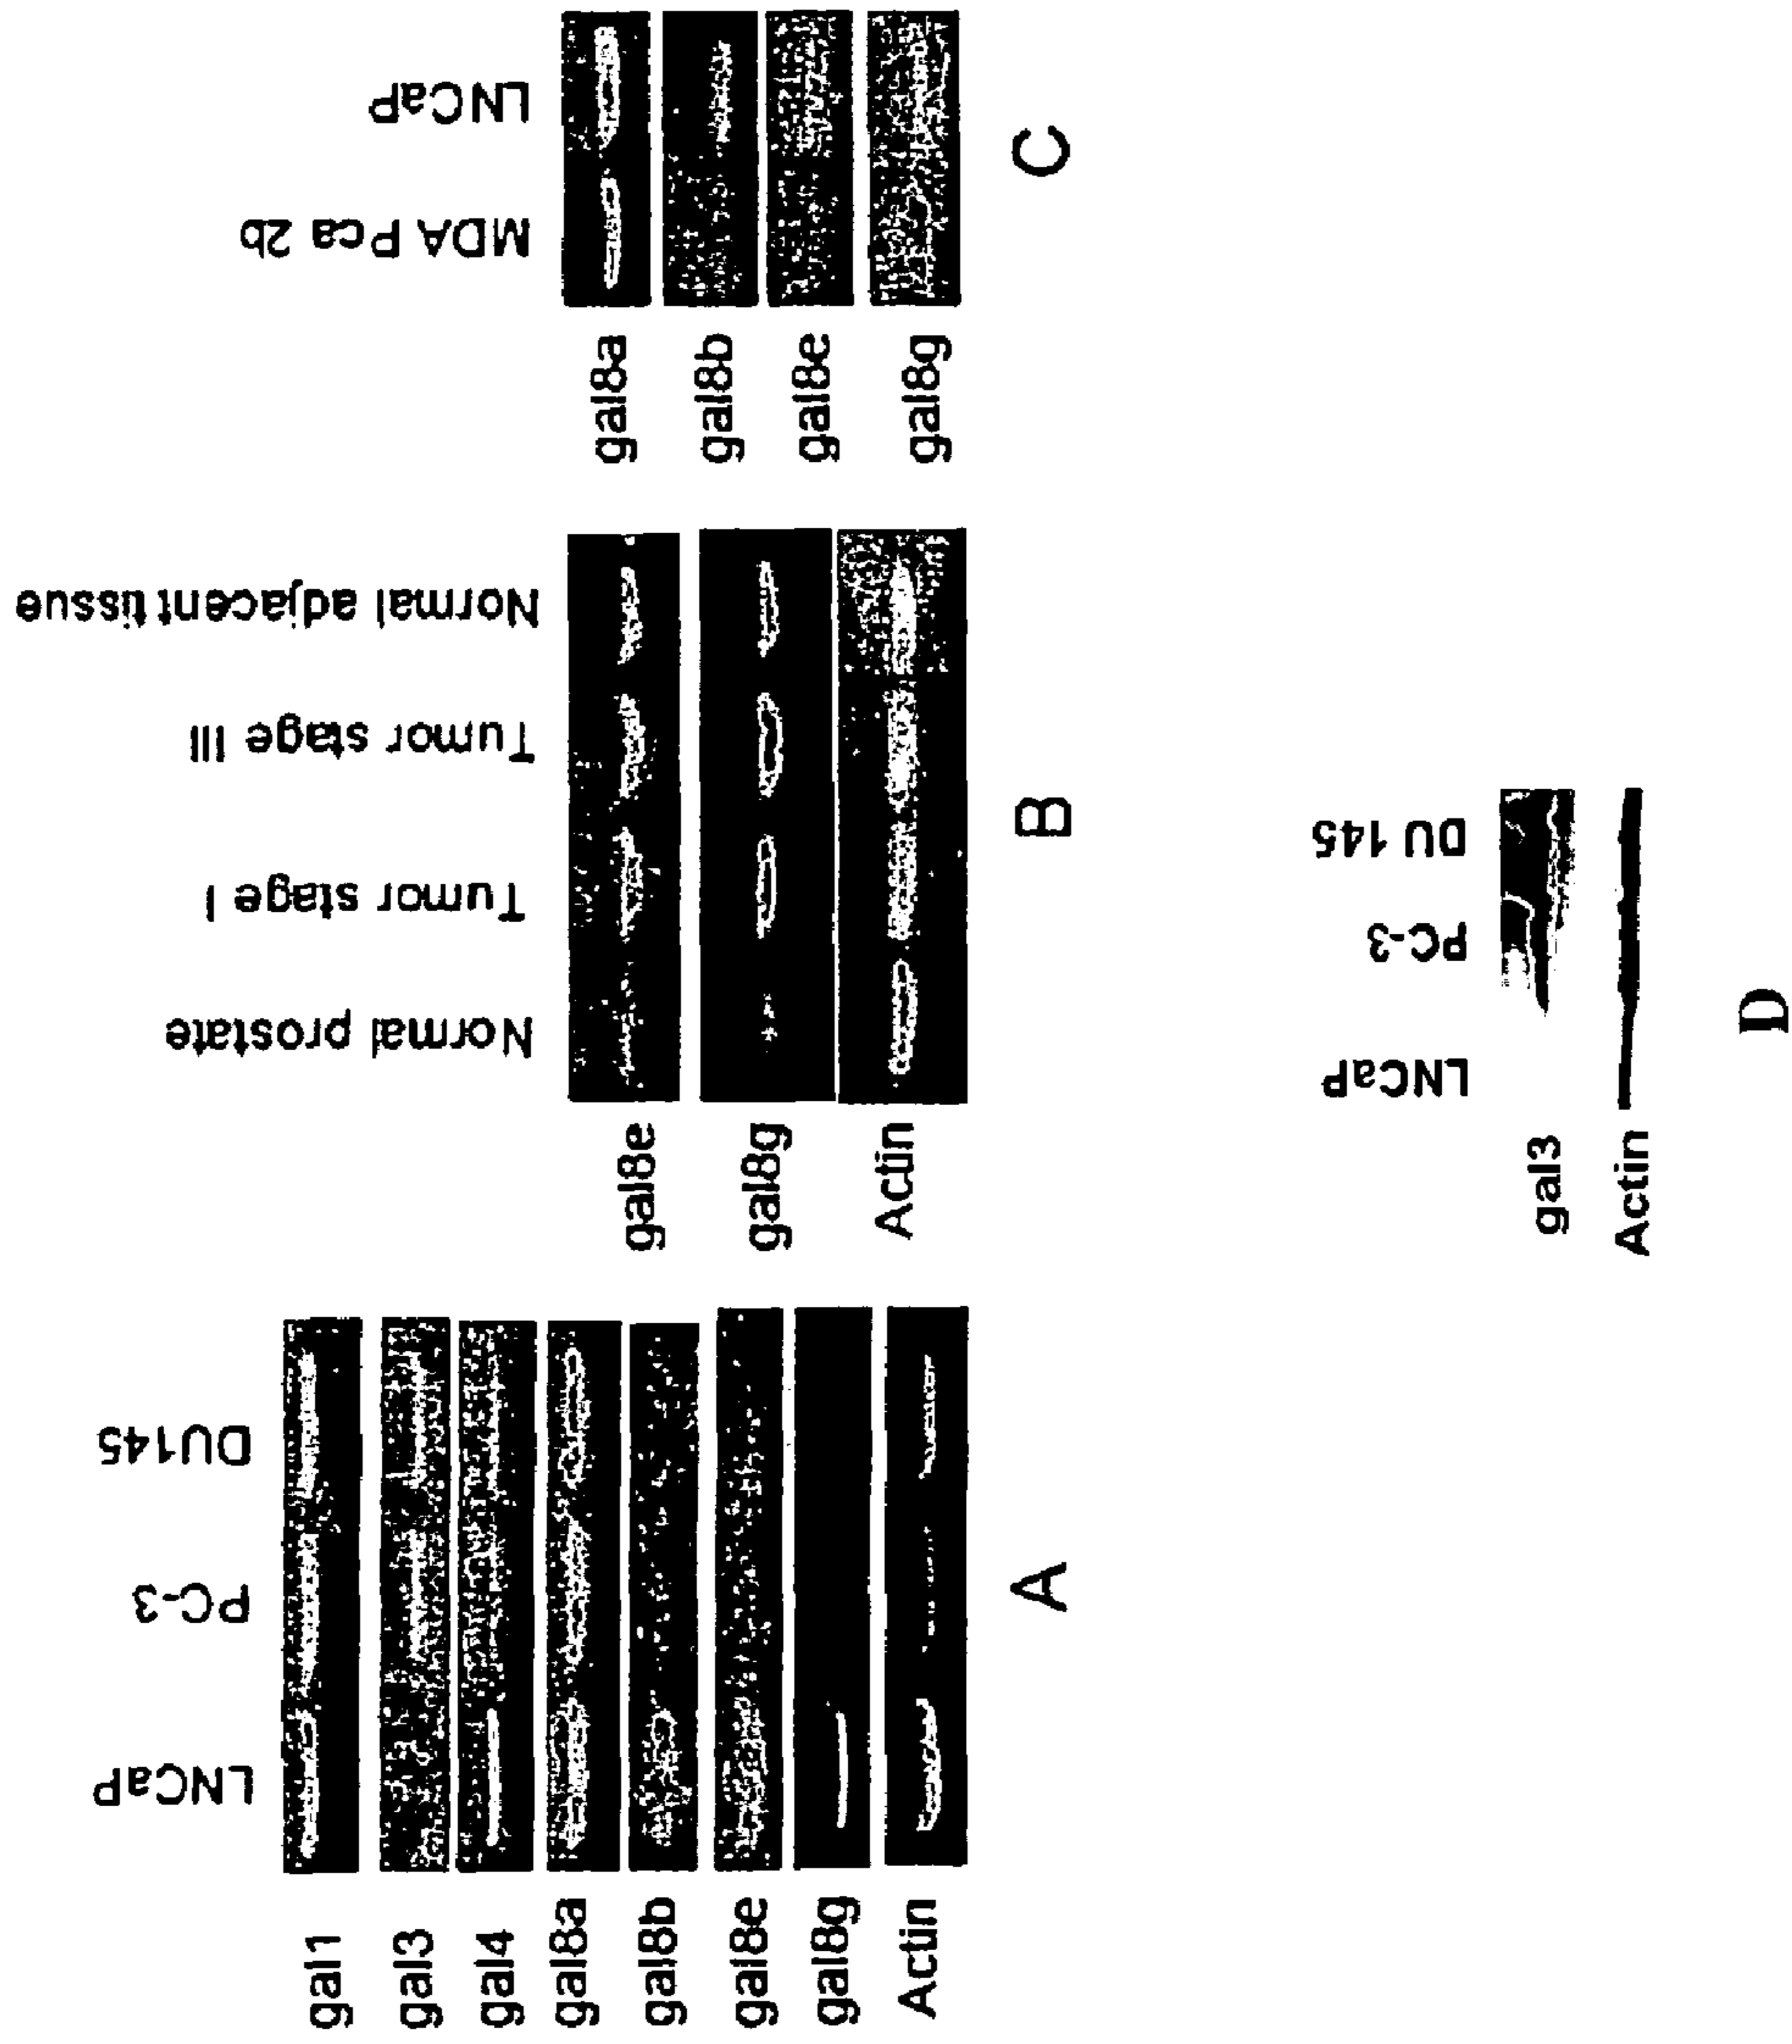 LNCaP
PC-3
DU145
gal1
gal3
gal4
gal8a
gal8b
gal8e
gal8g
Actin
A
Normal prostate
Tumor stage I
Tumor stage III
Normal adjacent tissue
gal8e
gal8g
Actin
B
MDA Pca 2b
LNCaP
gal8a
gal8b
gal8e
gal8g
C
LNCaP
PC-3
DU 145
gal3
Actin
D